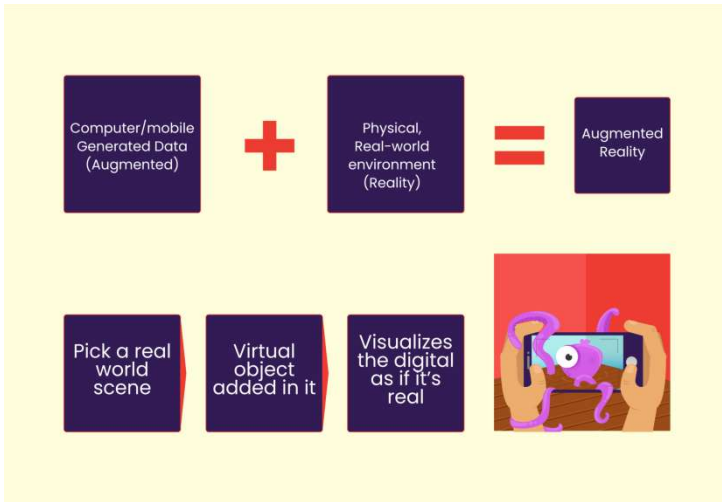 Computer/mobile
Generated Data
(Augmented)
Physical,
Real-world
environment
(Reality)
Augmented
Reality
Pick a real
world
scene
Virtual
object
added in it
Visualizes
the digital
as if it's
real